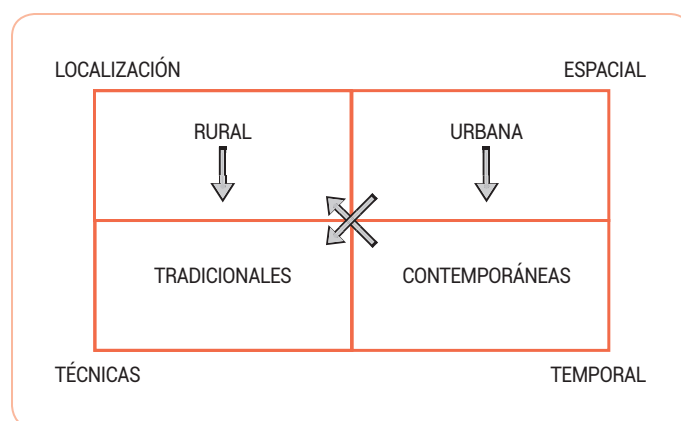 LOCALIZACIÓN ESPACIAL
RURAL URBANA
TRADICIONALES CONTEMPORÁNEAS
TÉCNICAS TEMPORAL